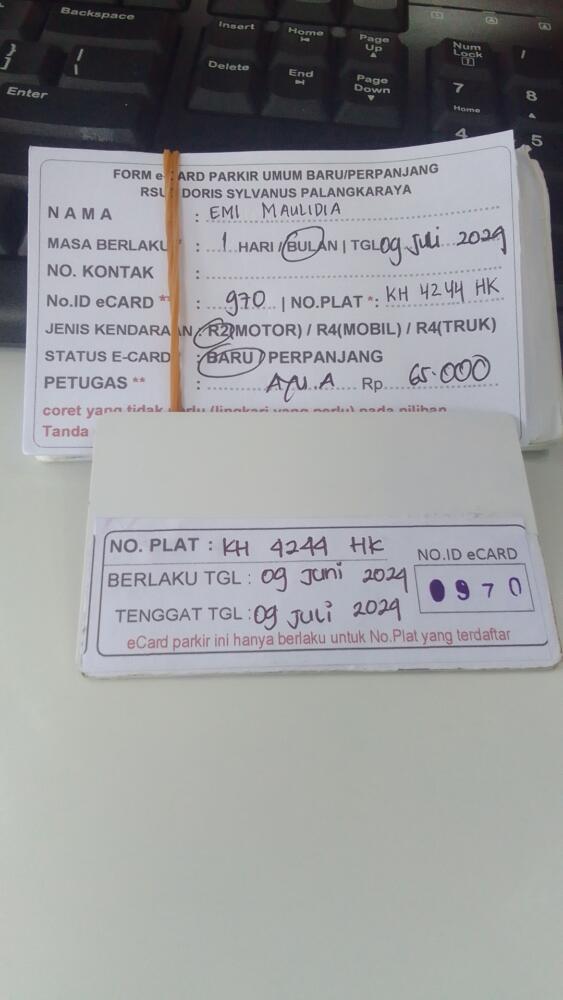 Backspace
Insert
Home
Page Up
Num Lock
/
Enter
Delete
End
Page Down
7
Home
8
4
5
FORM e-CARD PARKIR UMUM BARU/PERPANJANG
DORIS SYLVANUS PALANGKARAYA
N A M A : EMI MAULIDIA
MASA BERLAKU : 1 HARI / BULAN | TGL 09 Juli 2024
NO. KONTAK :
No.ID eCARD ** : 970 | NO.PLAT *: KH 4244 HK
JENIS KENDARAAN : R2(MOTOR) / R4(MOBIL) / R4(TRUK)
STATUS E-CARD : BARU / PERPANJANG
PETUGAS ** : AYU.A Rp 65.000
coret yang tidak perlu (lingkari yang perlu) pada pilihan
Tanda
NO. PLAT : KH 4244 HK
BERLAKU TGL : 09 Juni 2024
TENGGAT TGL : 09 Juli 2024
NO.ID eCARD
0970
eCard parkir ini hanya berlaku untuk No.Plat yang terdaftar